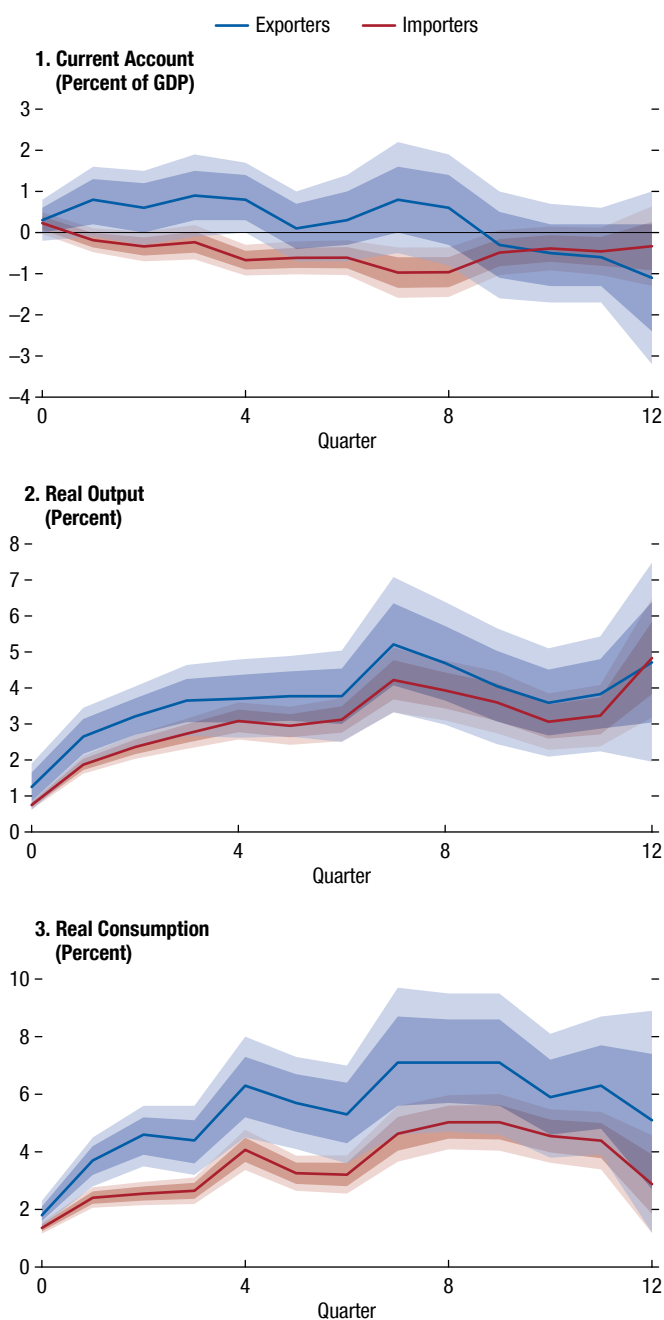 Exporters Importers
1. Current Account
(Percent of GDP)
3
2
1
0
–1
–2
–3
–4
0 4 8 12
Quarter
2. Real Output
(Percent)
8
7
6
5
4
3
2
1
0
0 4 8 12
Quarter
3. Real Consumption
(Percent)
10
8
6
4
2
0
0 4 8 12
Quarter